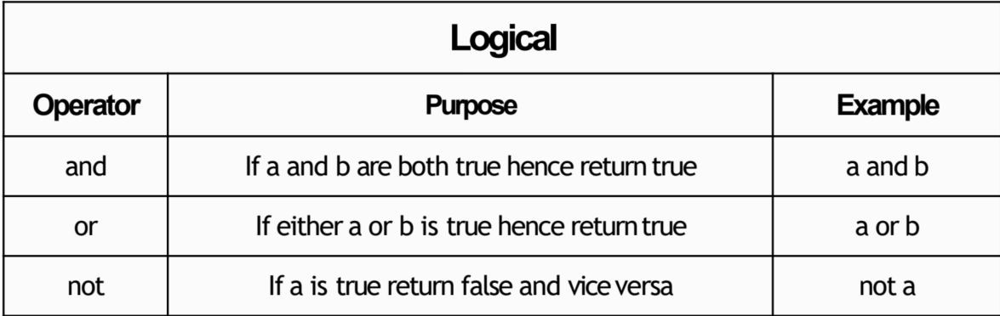 Logical
Operator Purpose Example
and If a and b are both true hence return true a and b
or If either a or b is true hence return true a or b
not If a is true return false and vice versa not a